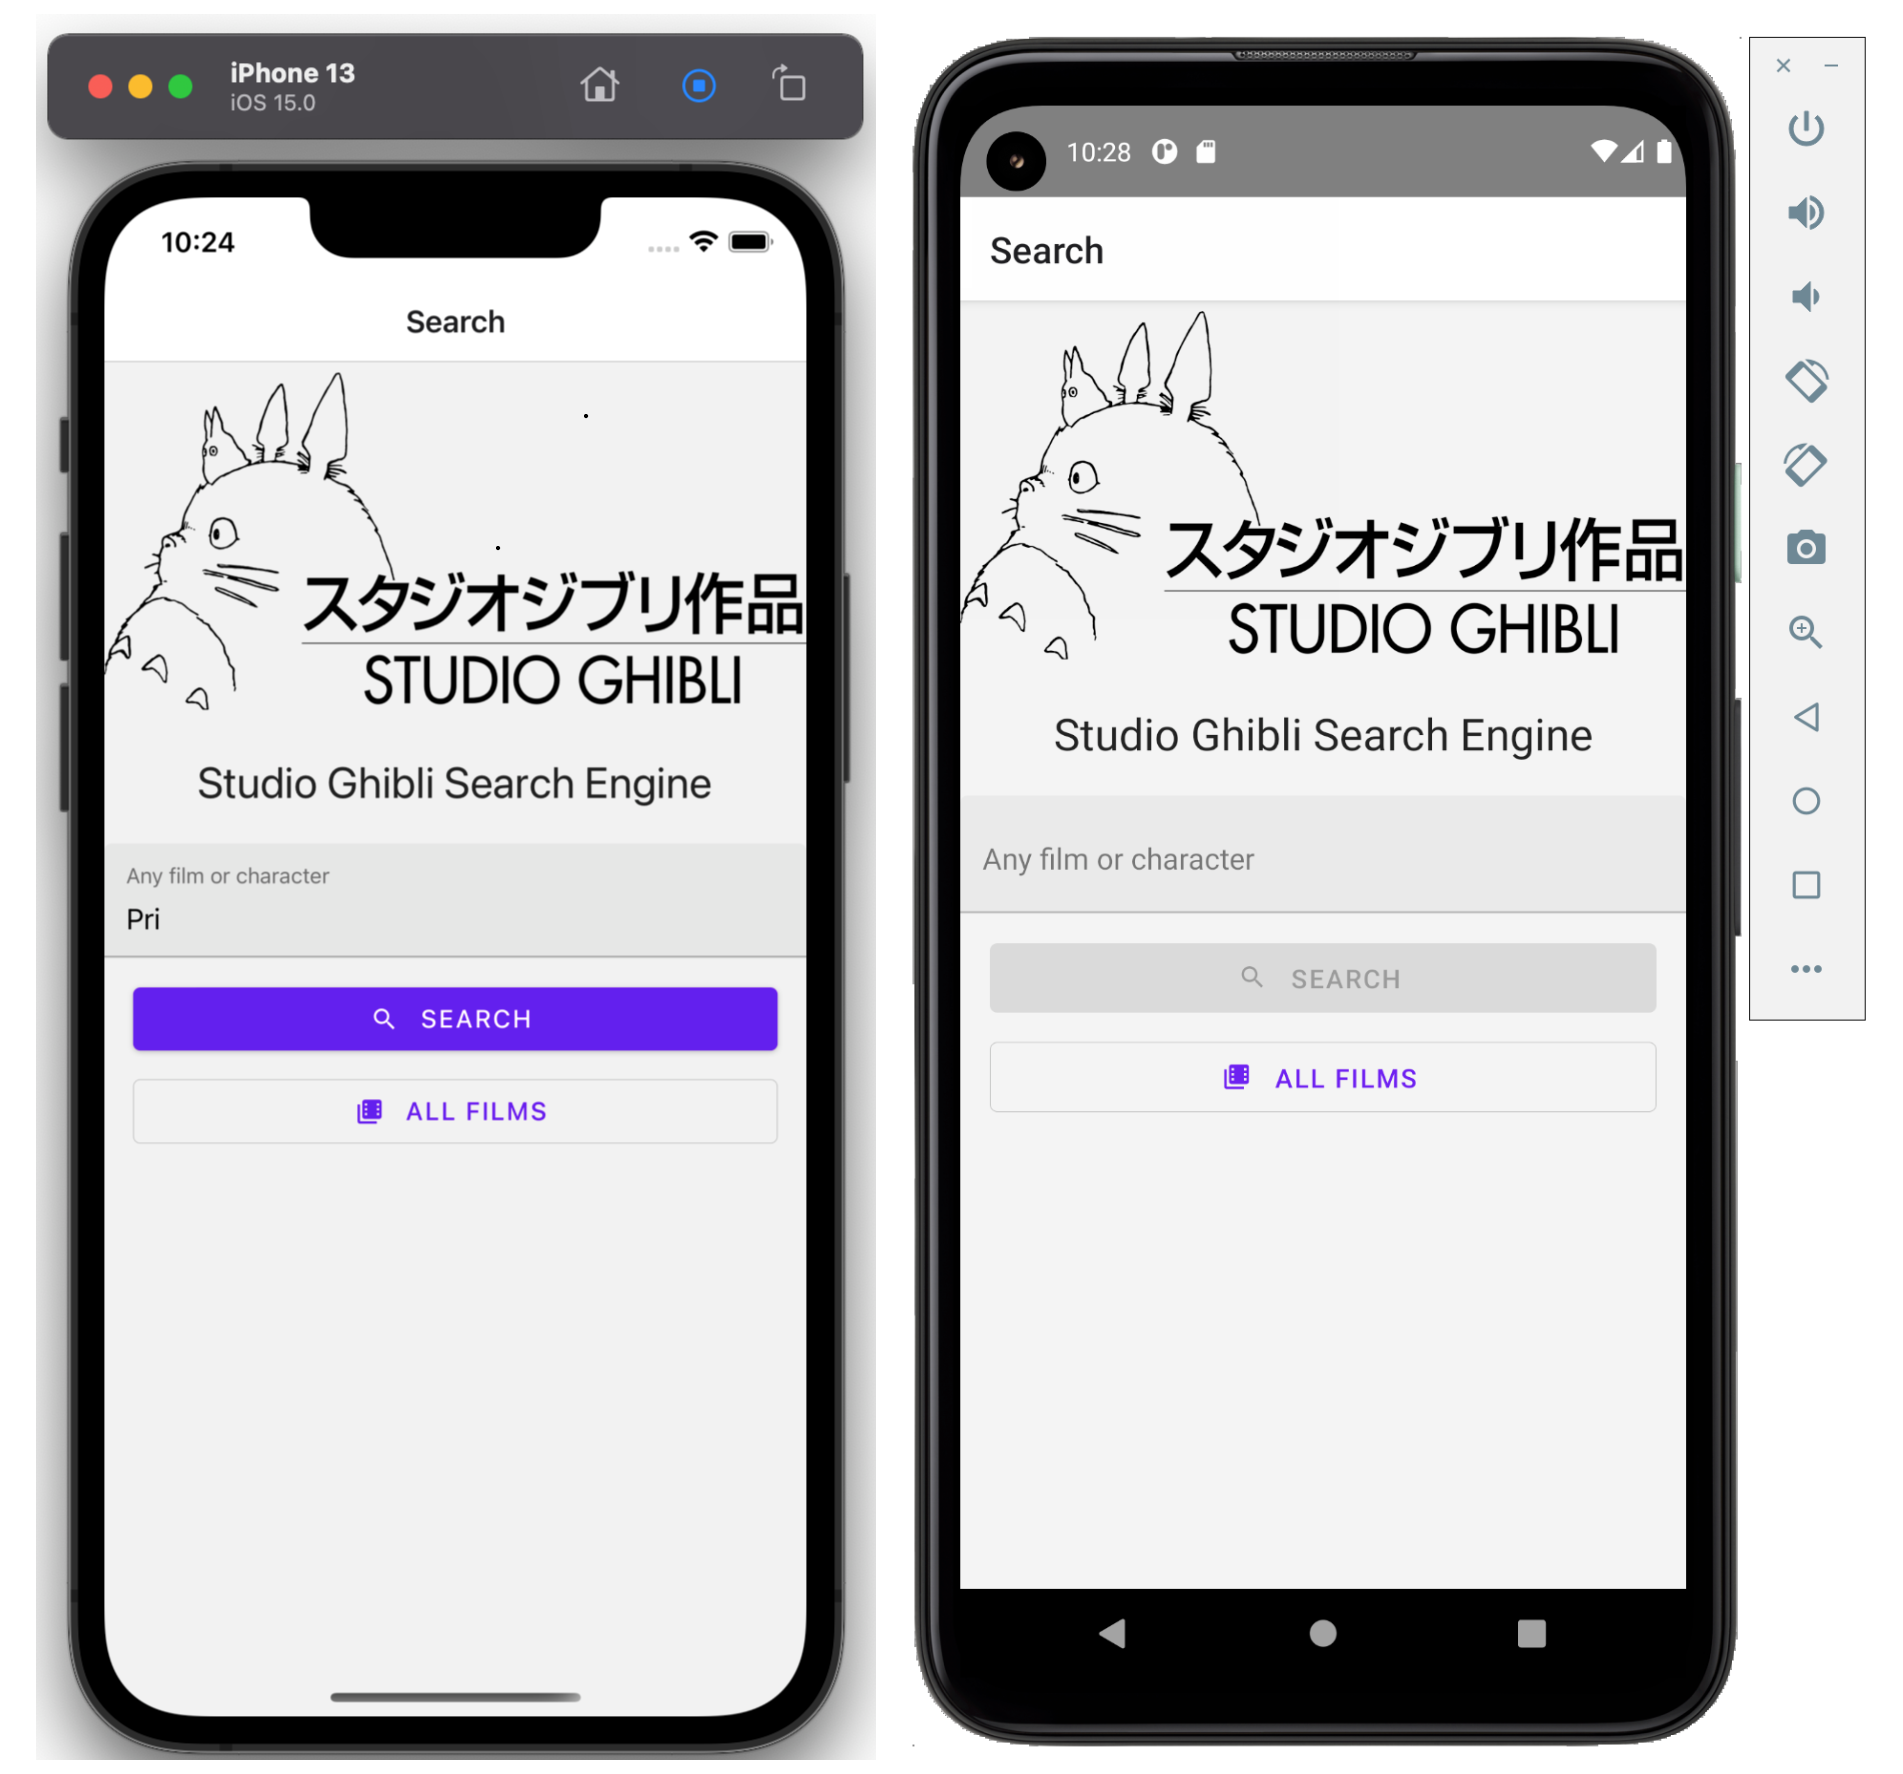 iPhone 13
iOS 15.0
10:24
Search
スタジオジブリ作品
STUDIO GHIBLI
Studio Ghibli Search Engine
Any film or character
Pri
SEARCH
ALL FILMS
10:28
Search
スタジオジブリ作品
STUDIO GHIBLI
Studio Ghibli Search Engine
Any film or character
SEARCH
ALL FILMS